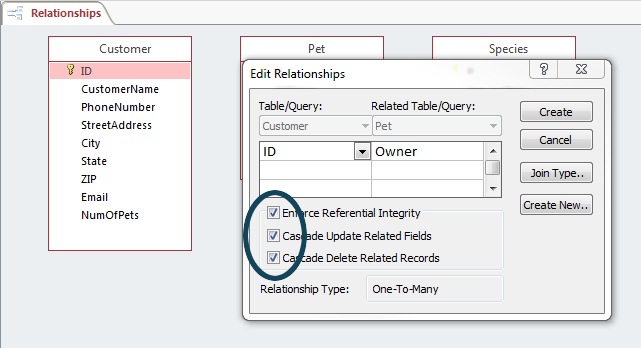 Relationships
Customer
ID
CustomerName
PhoneNumber
StreetAddress
City
State
ZIP
Email
NumOfPets
Pet
Species
Edit Relationships
?
Table/Query:
Related Table/Query:
Customer
Pet
ID
Owner
Enforce Referential Integrity
Cascade Update Related Fields
Cascade Delete Related Records
Relationship Type:
One-To-Many
Create
Cancel
Join Type..
Create New..